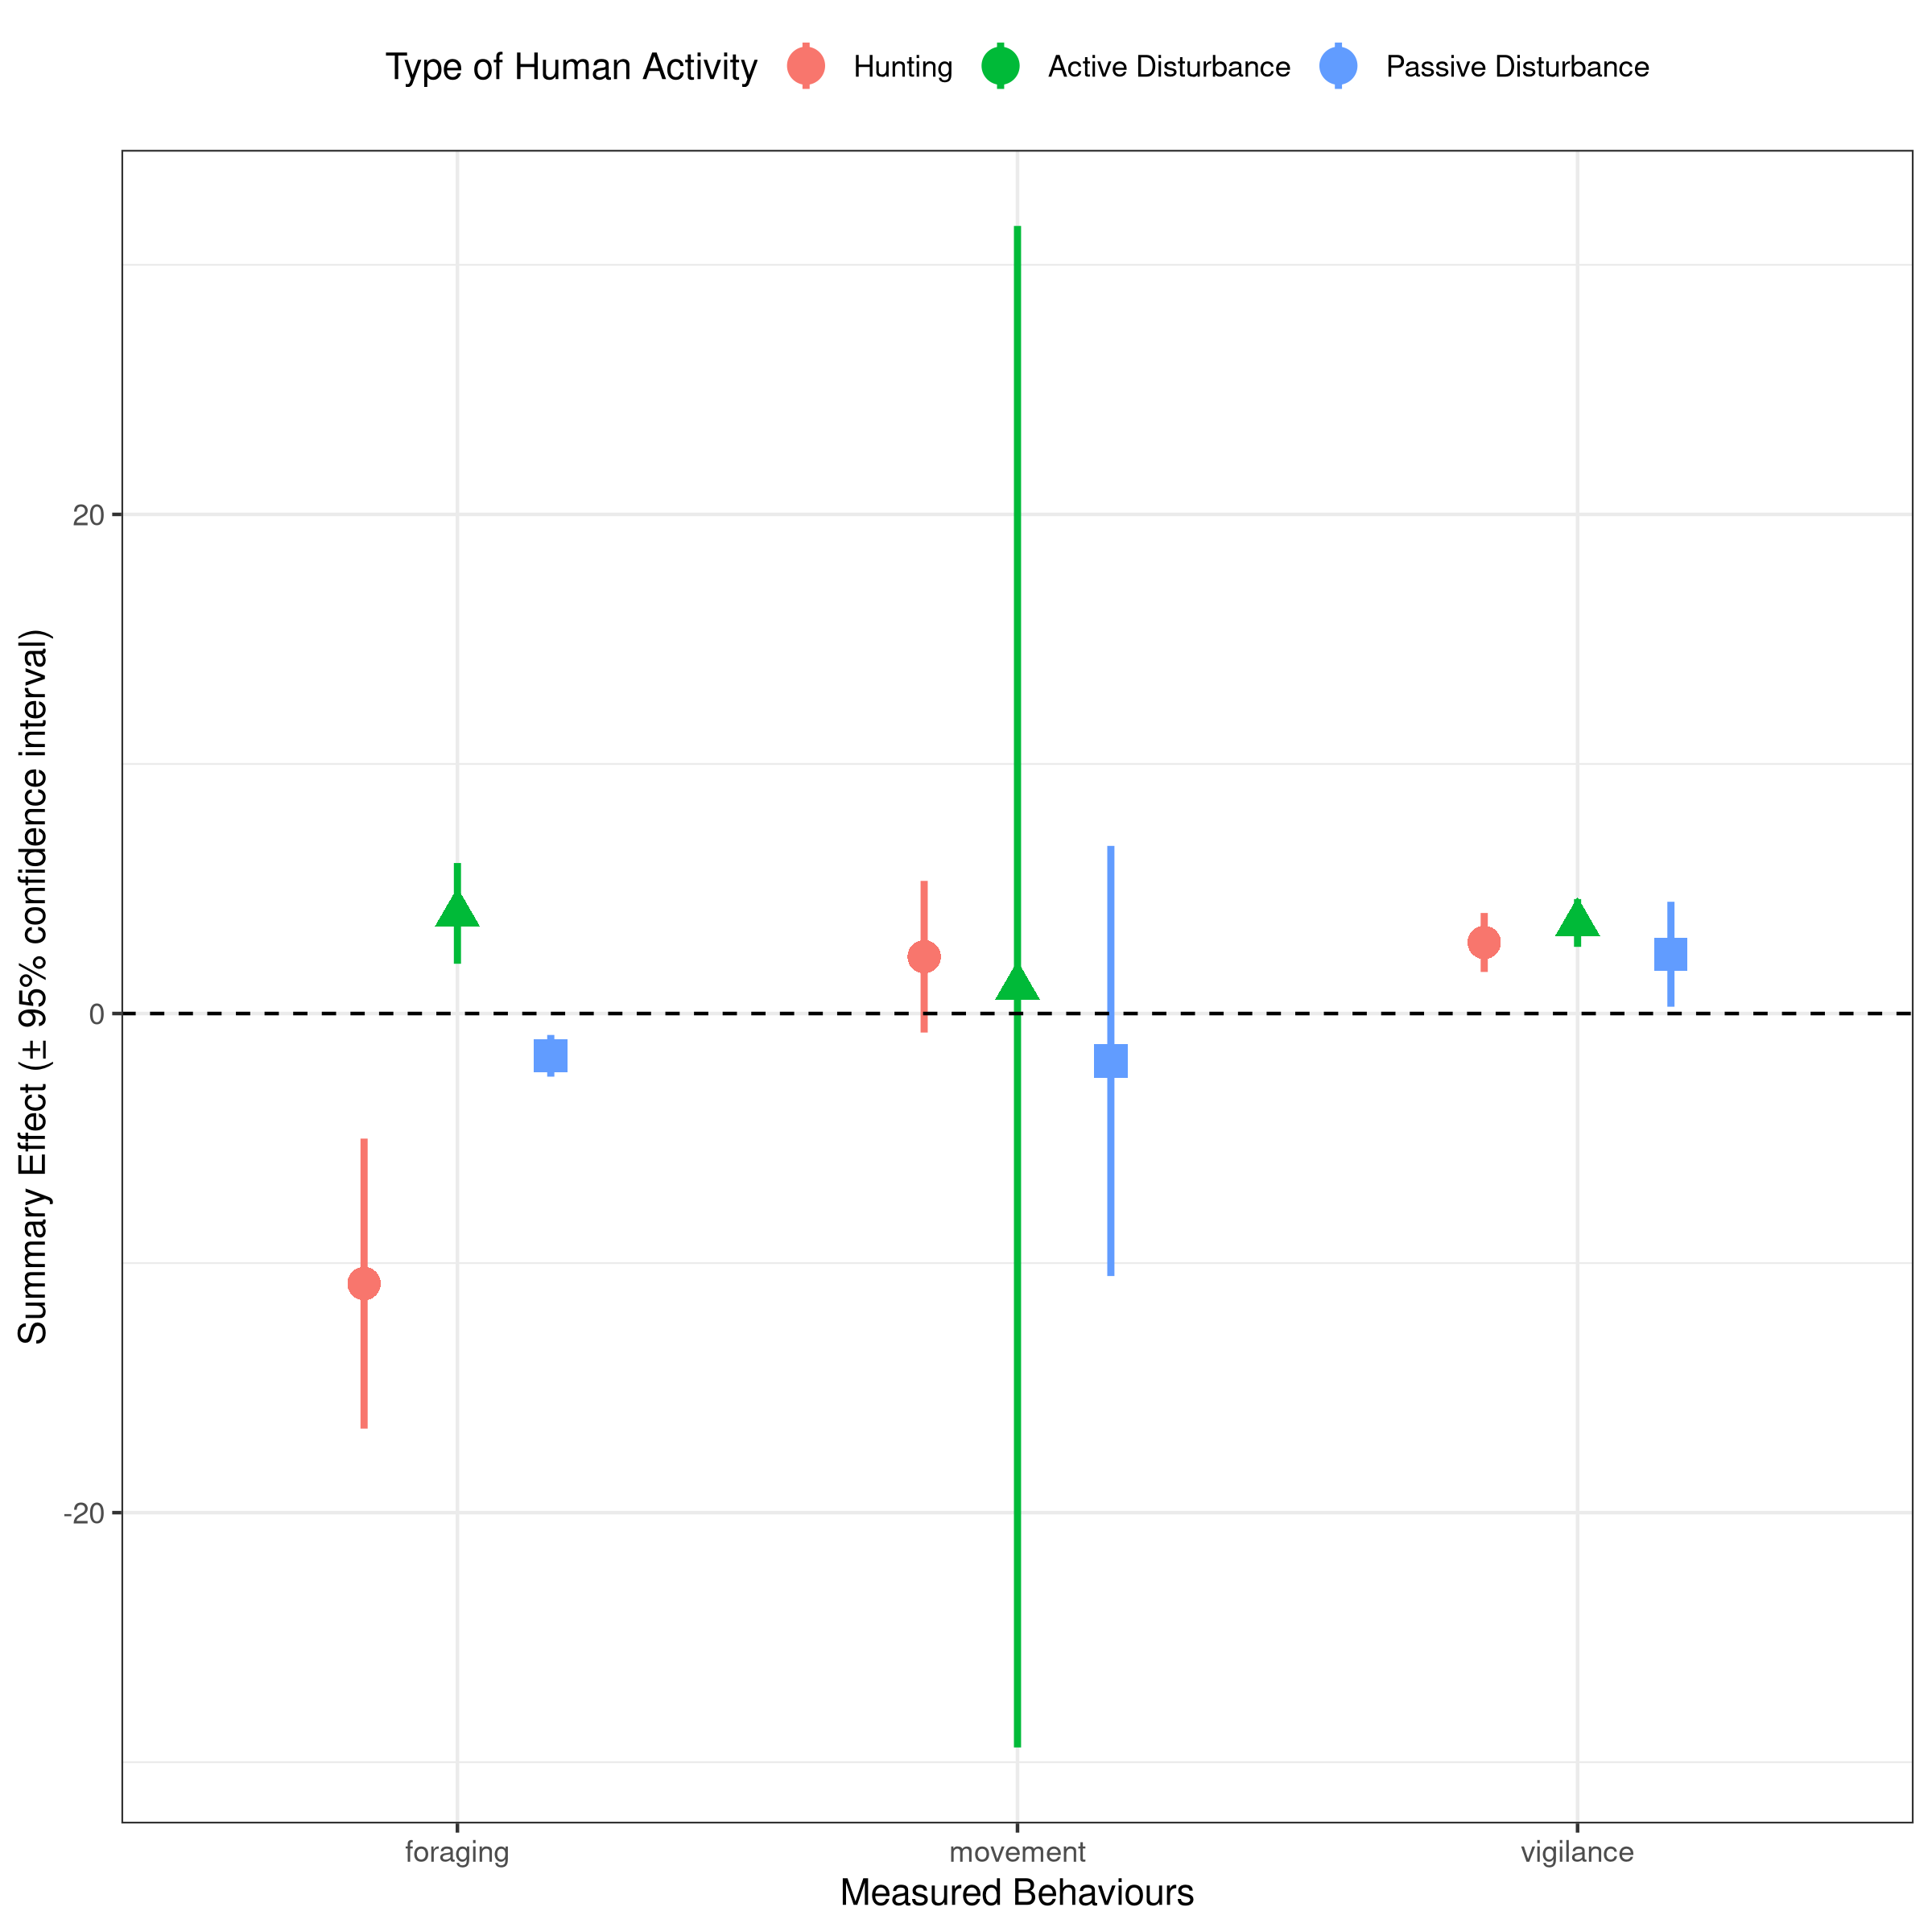 Type of Human Activity Hunting Active Disturbance Passive Disturbance
Summary Effect (± 95% confidence interval)
20
0
-20
foraging movement vigilance
Measured Behaviours